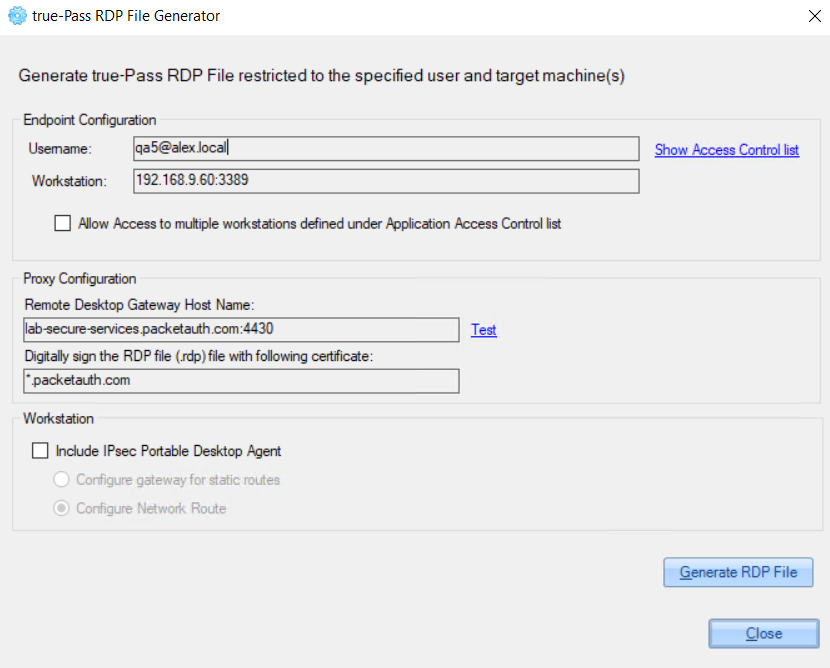 true-Pass RDP File Generator
Generate true-Pass RDP File restricted to the specified user and target machine(s)
Endpoint Configuration
Username: qa5@alex.local Show Access Control list
Workstation: 192.168.9.60:3389
Allow Access to multiple workstations defined under Application Access Control list
Proxy Configuration
Remote Desktop Gateway Host Name:
lab-secure-services.packetauth.com:4430 Test
Digitally sign the RDP file (.rdp) file with following certificate:
*.packetauth.com
Workstation
Include IPsec Portable Desktop Agent
Configure gateway for static routes
Configure Network Route
Generate RDP File
Close